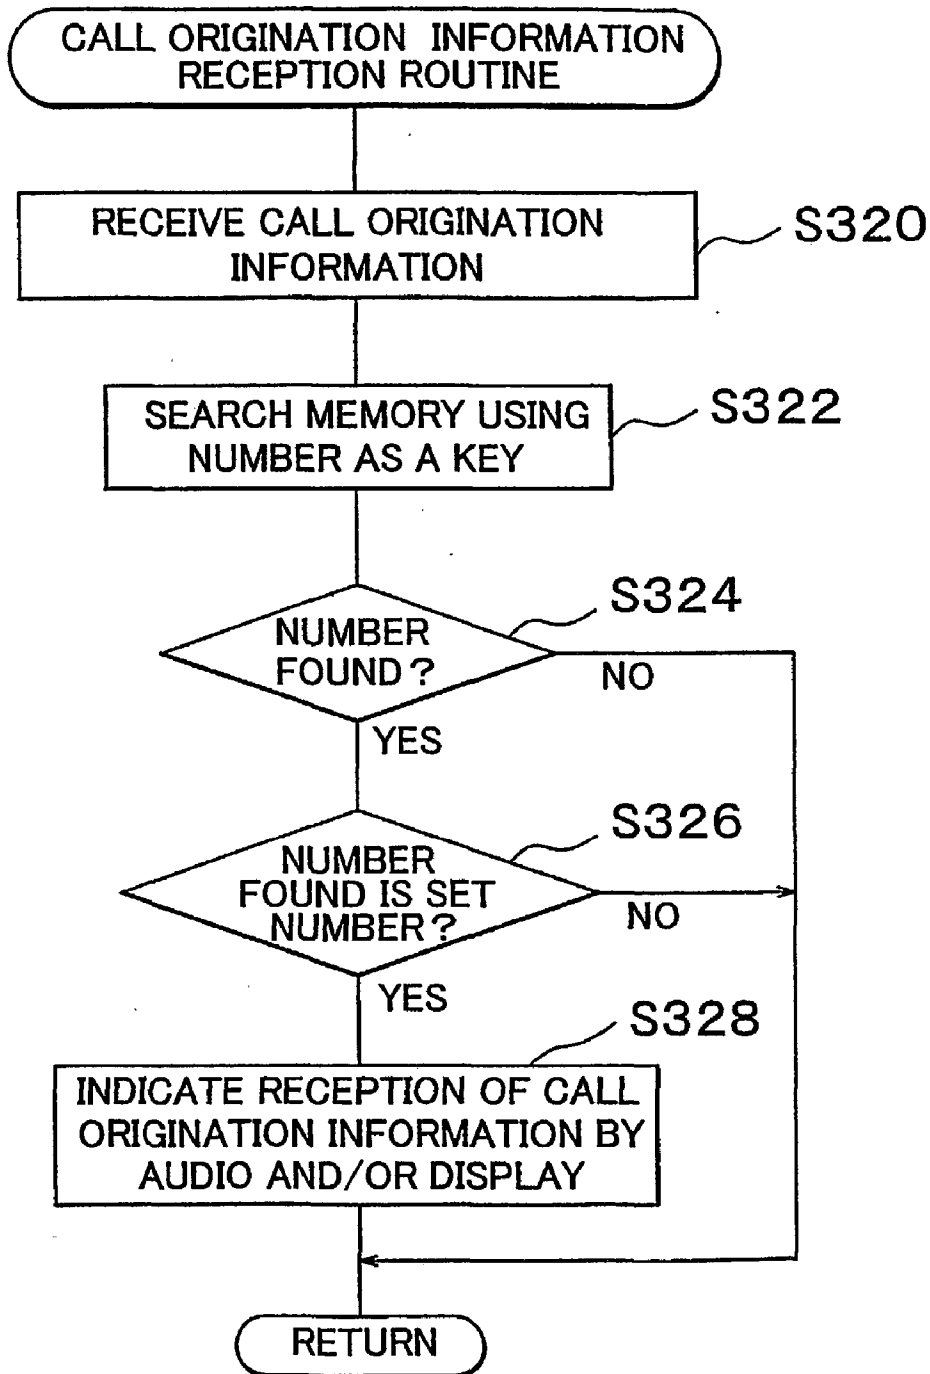 CALL ORIGINATION INFORMATION
RECEPTION ROUTINE
RECEIVE CALL ORIGINATION
INFORMATION
S320
SEARCH MEMORY USING
NUMBER AS A KEY
S322
NUMBER
FOUND?
S324
NO
YES
NUMBER
FOUND IS SET
NUMBER?
S326
NO
YES
S328
INDICATE RECEPTION OF CALL
ORIGINATION INFORMATION BY
AUDIO AND/OR DISPLAY
RETURN